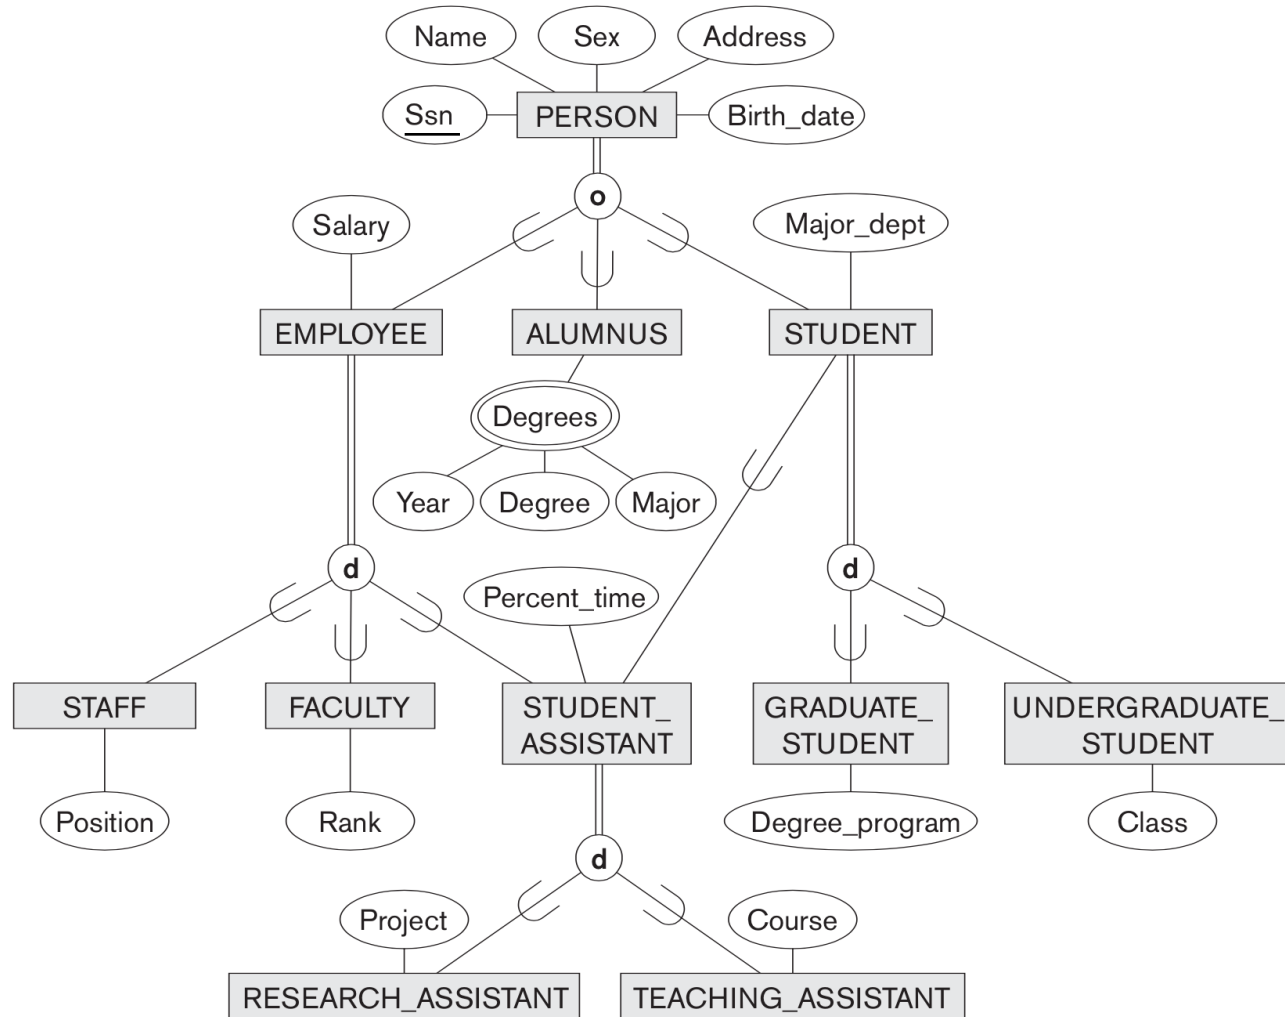 Name
Sex
Address
Ssn
PERSON
Birth_date
o
Salary
Major_dept
EMPLOYEE
ALUMNUS
STUDENT
Degrees
Year
Degree
Major
d
d
Percent_time
STAFF
FACULTY
STUDENT_
ASSISTANT
GRADUATE_
STUDENT
UNDERGRADUATE_
STUDENT
Position
Rank
Degree_program
Class
d
Project
Course
RESEARCH_ASSISTANT
TEACHING_ASSISTANT